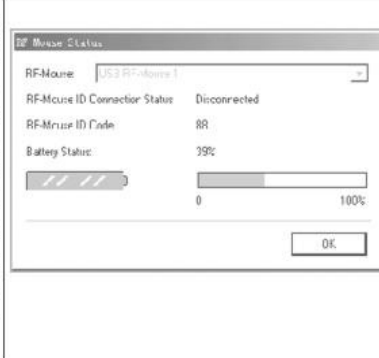 RF Mouse Status
RF-Mouse: USB RF-Mouse 1
RF-Mouse ID Connection Status Disconnected
RF-Mouse ID Code: 88
Battery Status: 39%
0 100%
OK